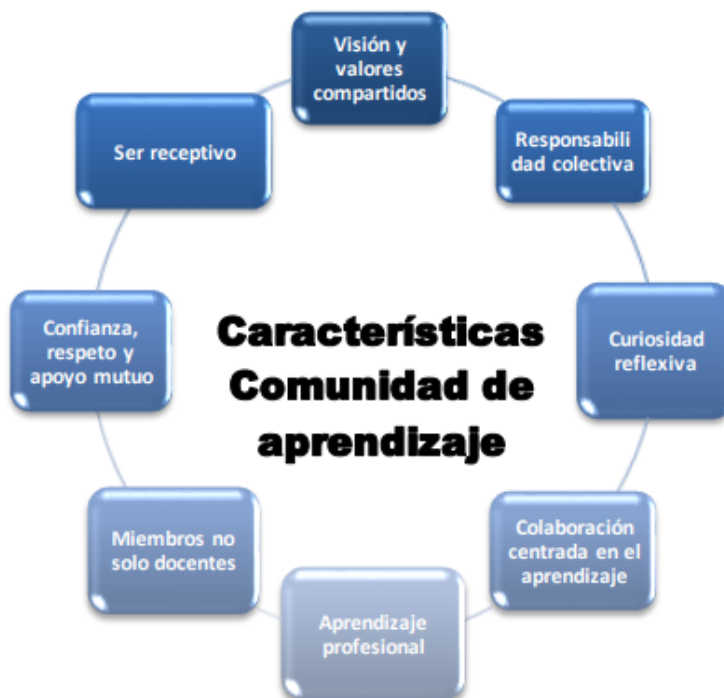 Visión y
valores
compartidos
Responsabili
dad colectiva
Curiosidad
reflexiva
Colaboración
centrada en el
aprendizaje
Aprendizaje
profesional
Miembros no
solo docentes
Confianza,
respeto y
apoyo mutuo
Ser receptivo
Características
Comunidad de
aprendizaje